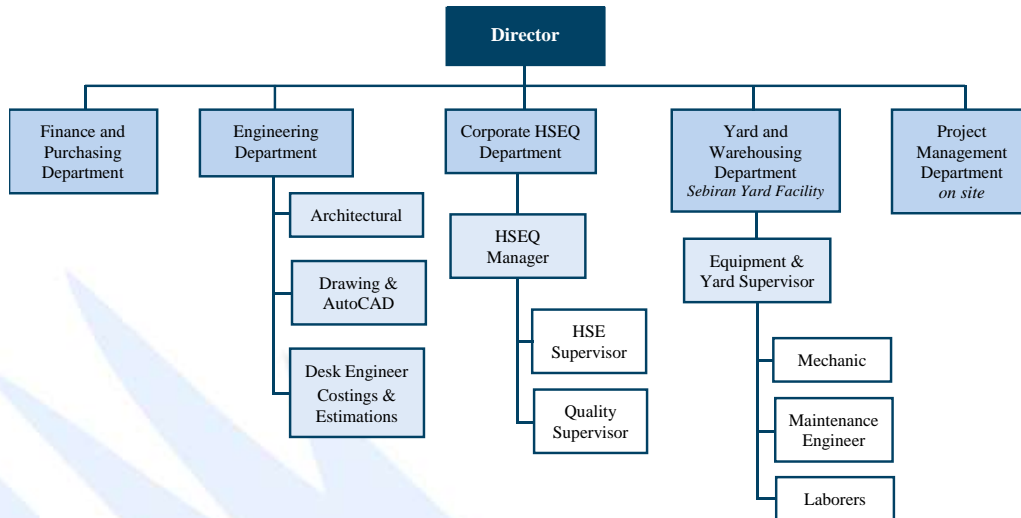 Director
Finance and
Purchasing
Department
Engineering
Department
Corporate HSEQ
Department
Yard and
Warehousing
Department
Sebiran Yard Facility
Project
Management
Department
on site
Architectural
Drawing &
AutoCAD
Desk Engineer
Costings &
Estimations
HSEQ
Manager
HSE
Supervisor
Quality
Supervisor
Equipment &
Yard Supervisor
Mechanic
Maintenance
Engineer
Laborers